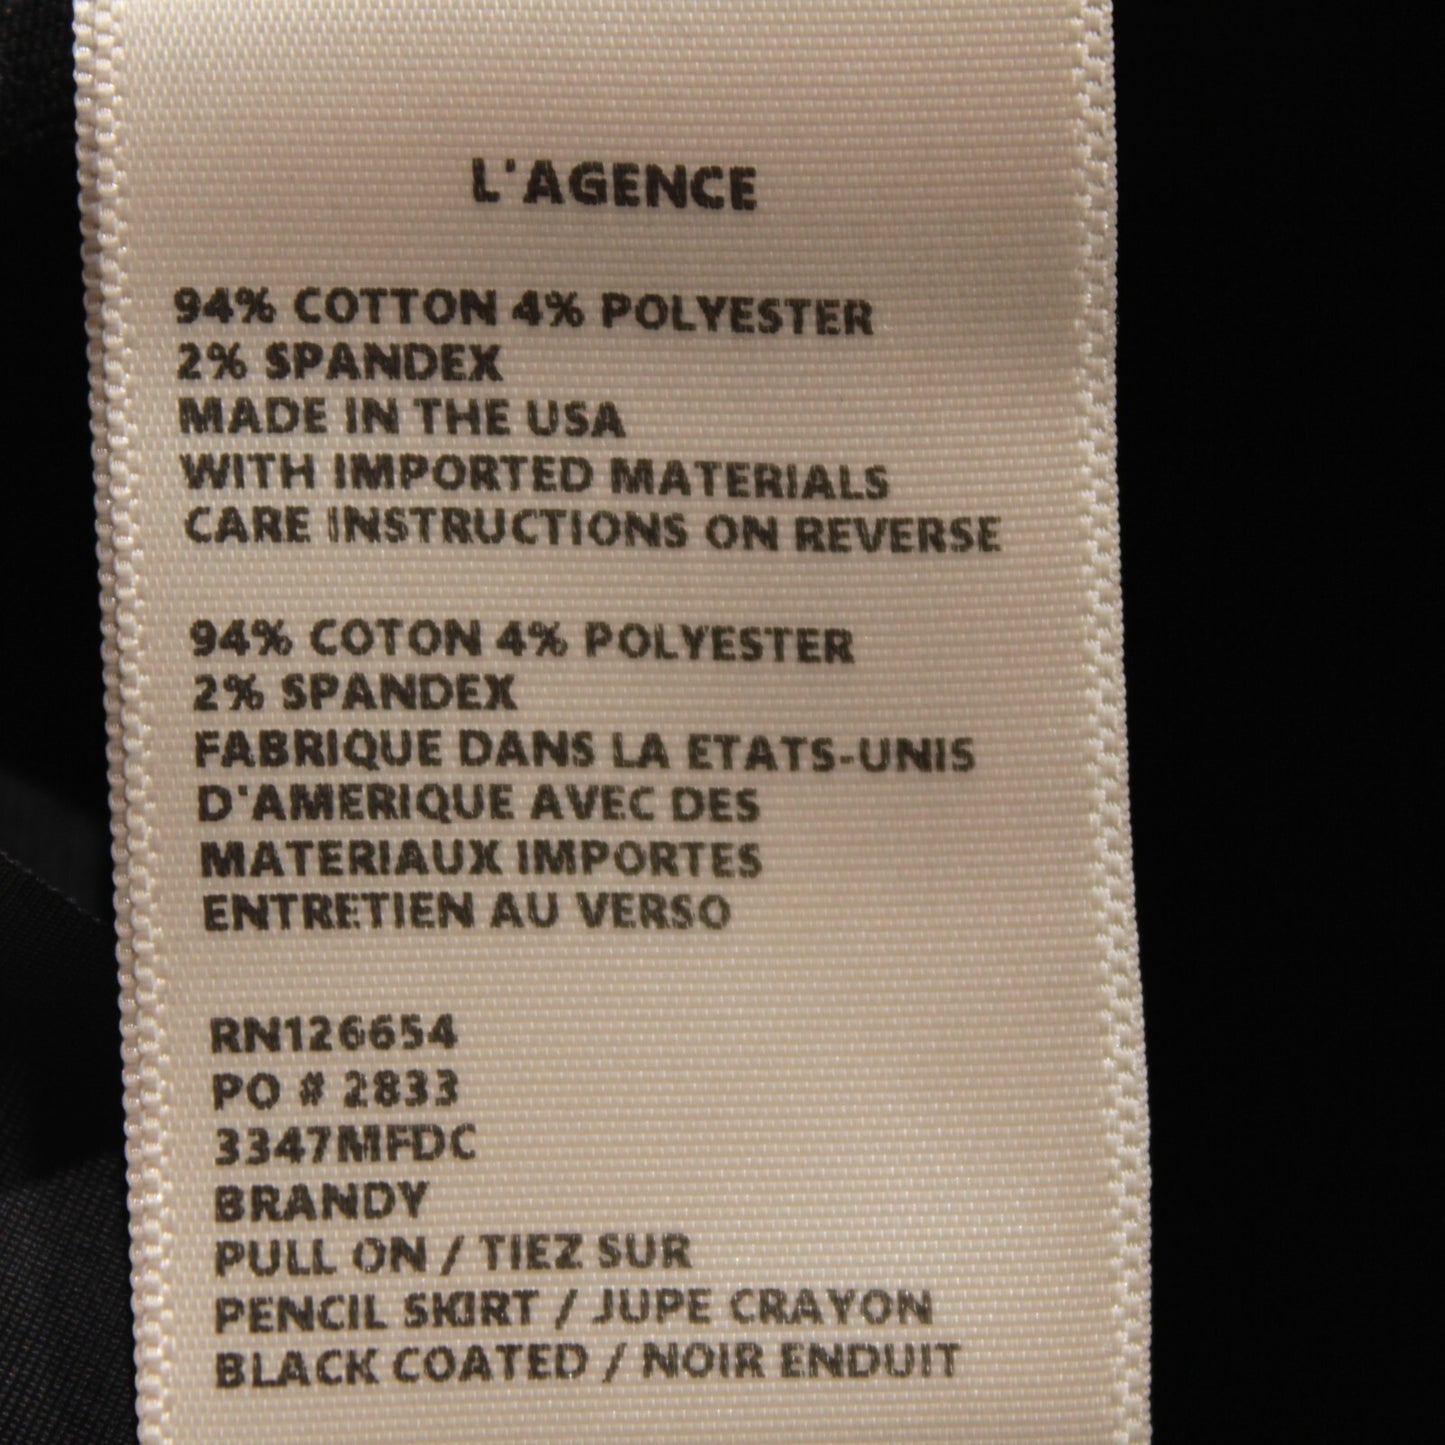 L'AGENCE
94% COTTON 4% POLYESTER
2% SPANDEX
MADE IN THE USA
WITH IMPORTED MATERIALS
CARE INSTRUCTIONS ON REVERSE
94% COTON 4% POLYESTER
2% SPANDEX
FABRIQUE DANS LA ETATS-UNIS
D'AMERIQUE AVEC DES
MATERIAUX IMPORTES
ENTRETIEN AU VERSO
RN126654
PO # 2833
3347MFDC
BRANDY
PULL ON / TIEZ SUR
PENCIL SKIRT / JUPE CRAYON
BLACK COATED / NOIR ENDUIT